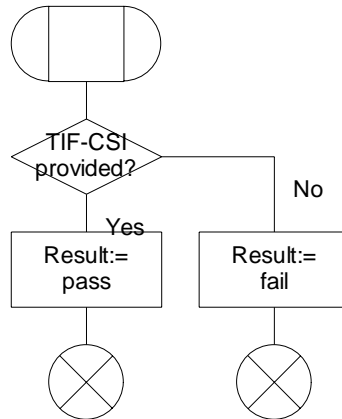 TIF-CSI
provided?
No
Yes
Result:=
pass
Result:=
fail